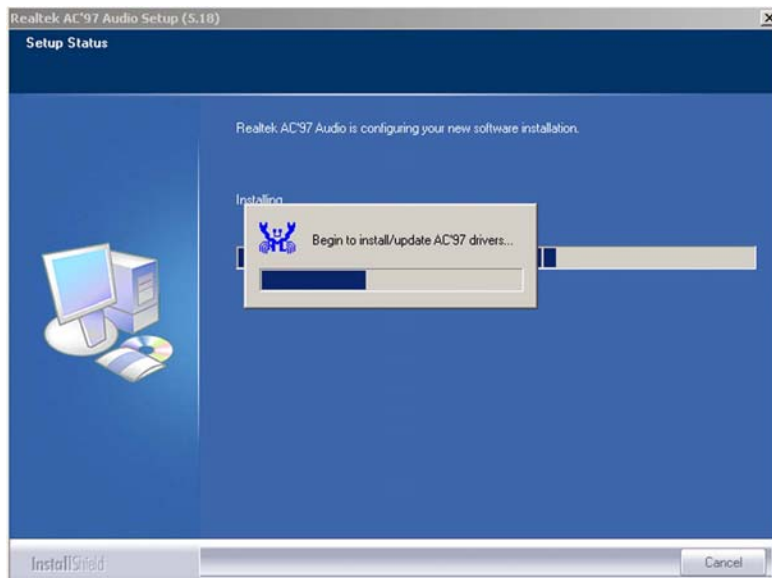 Realtek AC'97 Audio Setup (5.18)
Setup Status
Realtek AC'97 Audio is configuring your new software installation.
Installing
Begin to install/update AC'97 drivers...
InstallShield
Cancel